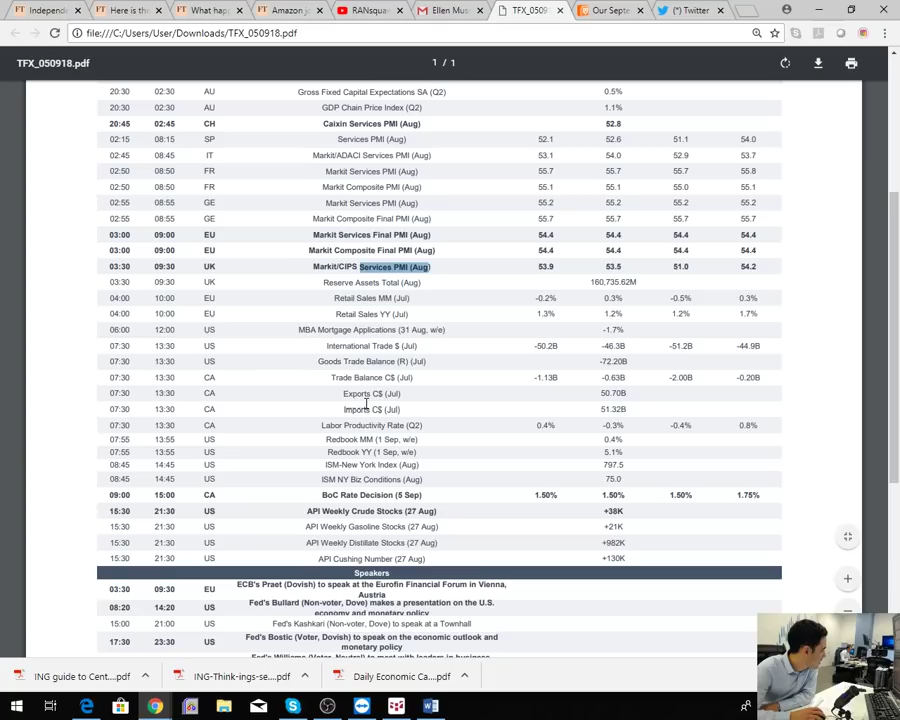 Independen
Here is the
What happ
Amazon jo
RANsqua
Ellen Mus
TFX_0509
Our Septe
(*) Twitter
file:///C:/Users/User/Downloads/TFX_050918.pdf
TFX_050918.pdf
1 / 1
20:30 02:30 AU Gross Fixed Capital Expectations SA (Q2) 0.5%
20:30 02:30 AU GDP Chain Price Index (Q2) 1.1%
20:45 02:45 CH Caixin Services PMI (Aug) 52.8
02:15 08:15 SP Services PMI (Aug) 52.1 52.6 51.1 54.0
02:45 08:45 IT Markit/ADACI Services PMI (Aug) 53.1 54.0 52.9 53.7
02:50 08:50 FR Markit Services PMI (Aug) 55.7 55.7 55.7 55.8
02:50 08:50 FR Markit Composite PMI (Aug) 55.1 55.1 55.0 55.1
02:55 08:55 GE Markit Services PMI (Aug) 55.2 55.2 55.2 55.2
02:55 08:55 GE Markit Composite Final PMI (Aug) 55.7 55.7 55.7 55.7
03:00 09:00 EU Markit Services Final PMI (Aug) 54.4 54.4 54.4 54.4
03:00 09:00 EU Markit Composite Final PMI (Aug) 54.4 54.4 54.4 54.4
03:30 09:30 UK Markit/CIPS Services PMI (Aug) 53.9 53.5 51.0 54.2
03:30 09:30 UK Reserve Assets Total (Aug) 160,735.62M
04:00 10:00 EU Retail Sales MM (Jul) -0.2% 0.3% -0.5% 0.3%
04:00 10:00 EU Retail Sales YY (Jul) 1.3% 1.2% 1.2% 1.7%
06:00 12:00 US MBA Mortgage Applications (31 Aug, w/e) -1.7%
07:30 13:30 US International Trade $ (Jul) -50.2B -46.3B -51.2B -44.9B
07:30 13:30 US Goods Trade Balance (R) (Jul) -72.20B
07:30 13:30 CA Trade Balance C$ (Jul) -1.13B -0.63B -2.00B -0.20B
07:30 13:30 CA Exports C$ (Jul) 50.70B
07:30 13:30 CA Imports C$ (Jul) 51.32B
07:30 13:30 CA Labor Productivity Rate (Q2) 0.4% -0.3% -0.4% 0.8%
07:55 13:55 US Redbook MM (1 Sep, w/e) 0.4%
07:55 13:55 US Redbook YY (1 Sep, w/e) 5.1%
08:45 14:45 US ISM-New York Index (Aug) 797.5
08:45 14:45 US ISM NY Biz Conditions (Aug) 75.0
09:00 15:00 CA BoC Rate Decision (5 Sep) 1.50% 1.50% 1.50% 1.75%
15:30 21:30 US API Weekly Crude Stocks (27 Aug) +38K
15:30 21:30 US API Weekly Gasoline Stocks (27 Aug) +21K
15:30 21:30 US API Weekly Distillate Stocks (27 Aug) +982K
15:30 21:30 US API Cushing Number (27 Aug) +130K
Speakers
03:30 09:30 EU ECB's Praet (Dovish) to speak at the Eurofin Financial Forum in Vienna,
Austria
08:20 14:20 US Fed's Bullard (Non-voter, Dove) makes a presentation on the U.S.
economy and monetary policy
15:00 21:00 US Fed's Kashkari (Non-voter, Dove) to speak at a Townhall
17:30 23:30 US Fed's Bostic (Voter, Dovish) to speak on the economic outlook and
monetary policy
Fed's Williams (Voter, Neutral) to meet with leaders in business,
ING guide to Cent....pdf
ING-Think-ings-se....pdf
Daily Economic Ca....pdf